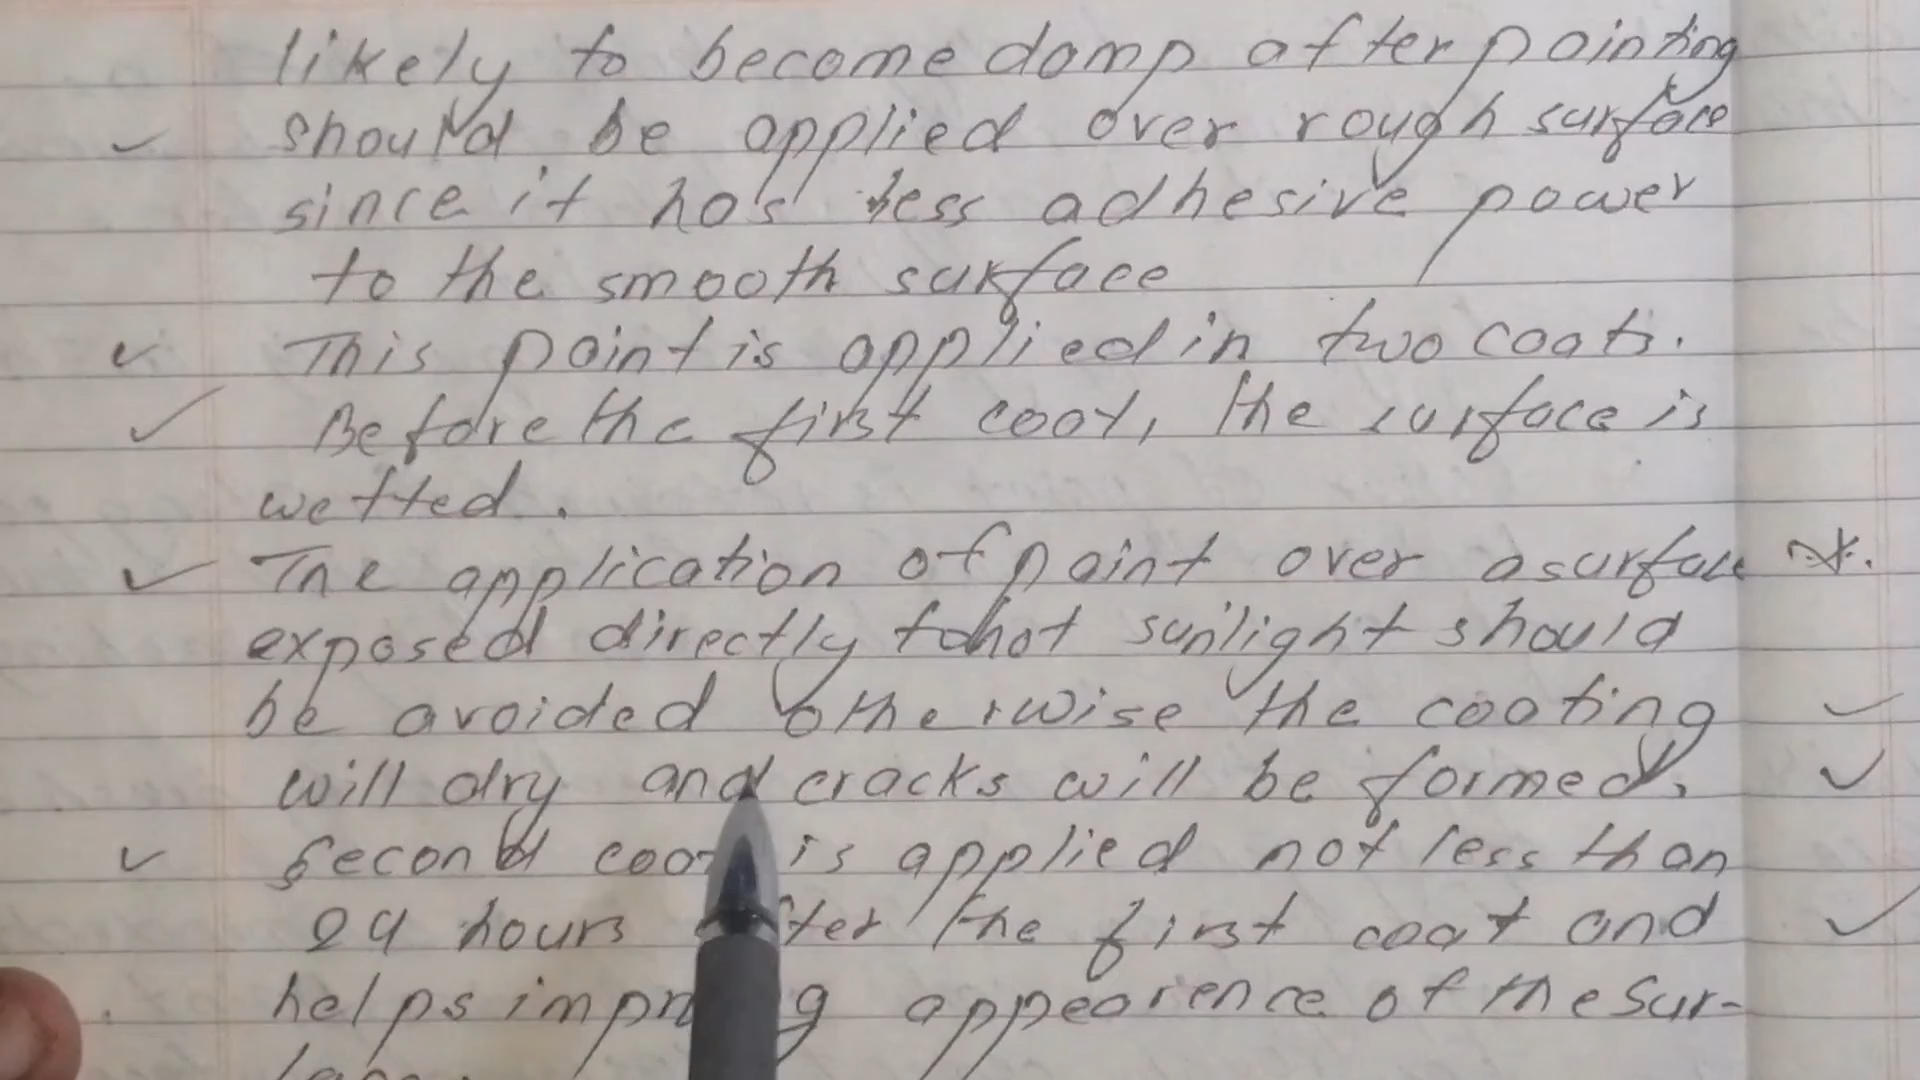 likely to become damp after painting
should be applied over rough surface
since it has less adhesive power
to the smooth surface
This paint is applied in two coats.
Before the first coat, the surface is
wetted.
The application of paint over a surface
exposed directly to hot sunlight should
be avoided otherwise the coating
will dry and cracks will be formed.
Second coat is applied not less than
24 hours after the first coat and
helps appearence of the sur-